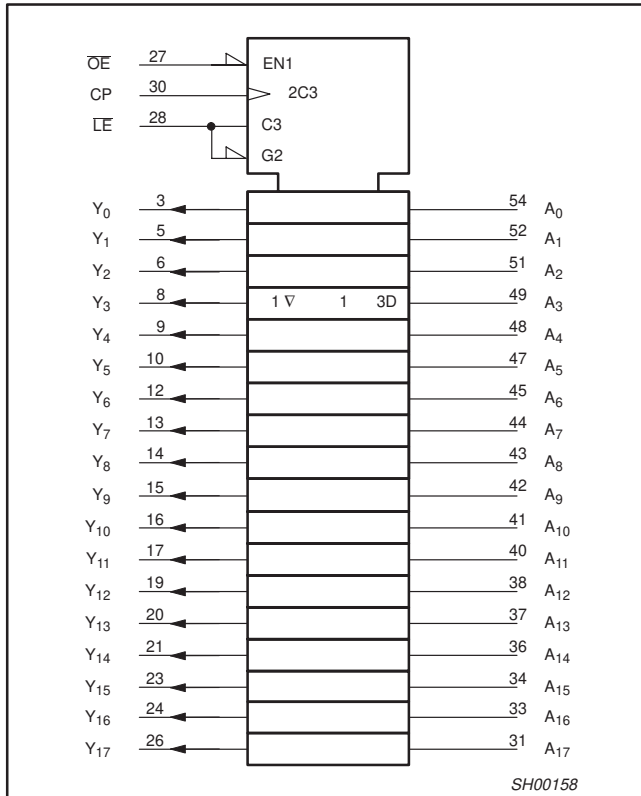 O̅E̅ 27 EN1
CP 30 2C3
L̅E̅ 28 C3
G2
Y0 3 54 A0
Y1 5 52 A1
Y2 6 51 A2
Y3 8 1 ∇ 1 3D 49 A3
Y4 9 48 A4
Y5 10 47 A5
Y6 12 45 A6
Y7 13 44 A7
Y8 14 43 A8
Y9 15 42 A9
Y10 16 41 A10
Y11 17 40 A11
Y12 19 38 A12
Y13 20 37 A13
Y14 21 36 A14
Y15 23 34 A15
Y16 24 33 A16
Y17 26 31 A17
SH00158